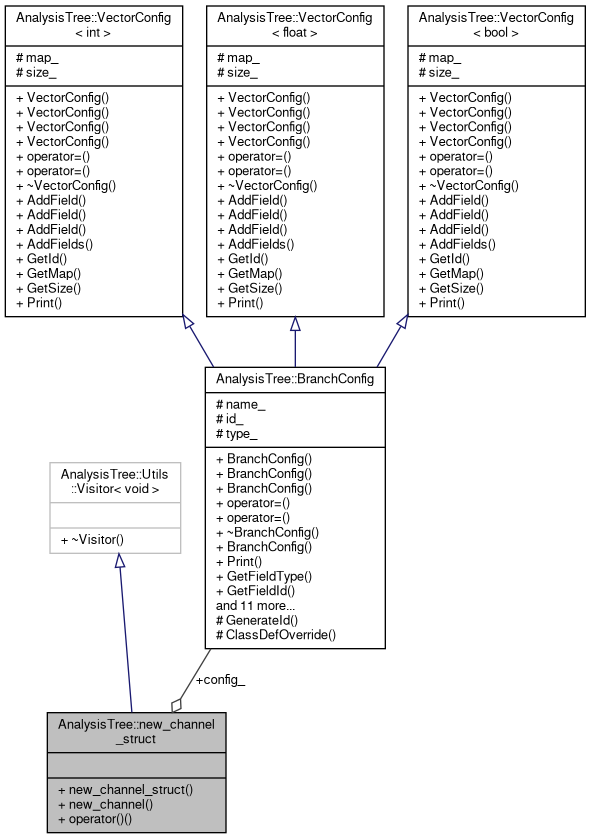 AnalysisTree::VectorConfig
< int >
# map_
# size_
+ VectorConfig()
+ VectorConfig()
+ VectorConfig()
+ VectorConfig()
+ operator=()
+ operator=()
+ ~VectorConfig()
+ AddField()
+ AddField()
+ AddField()
+ AddFields()
+ GetId()
+ GetMap()
+ GetSize()
+ Print()
AnalysisTree::VectorConfig
< float >
# map_
# size_
+ VectorConfig()
+ VectorConfig()
+ VectorConfig()
+ VectorConfig()
+ operator=()
+ operator=()
+ ~VectorConfig()
+ AddField()
+ AddField()
+ AddField()
+ AddFields()
+ GetId()
+ GetMap()
+ GetSize()
+ Print()
AnalysisTree::VectorConfig
< bool >
# map_
# size_
+ VectorConfig()
+ VectorConfig()
+ VectorConfig()
+ VectorConfig()
+ operator=()
+ operator=()
+ ~VectorConfig()
+ AddField()
+ AddField()
+ AddField()
+ AddFields()
+ GetId()
+ GetMap()
+ GetSize()
+ Print()
AnalysisTree::BranchConfig
# name_
# id_
# type_
+ BranchConfig()
+ BranchConfig()
+ BranchConfig()
+ operator=()
+ operator=()
+ ~BranchConfig()
+ BranchConfig()
+ Print()
+ GetFieldType()
+ GetFieldId()
and 11 more...
# GenerateId()
# ClassDefOverride()
AnalysisTree::Utils
::Visitor< void >
+ ~Visitor()
+config_
AnalysisTree::new_channel
_struct
+ new_channel_struct()
+ new_channel()
+ operator()()